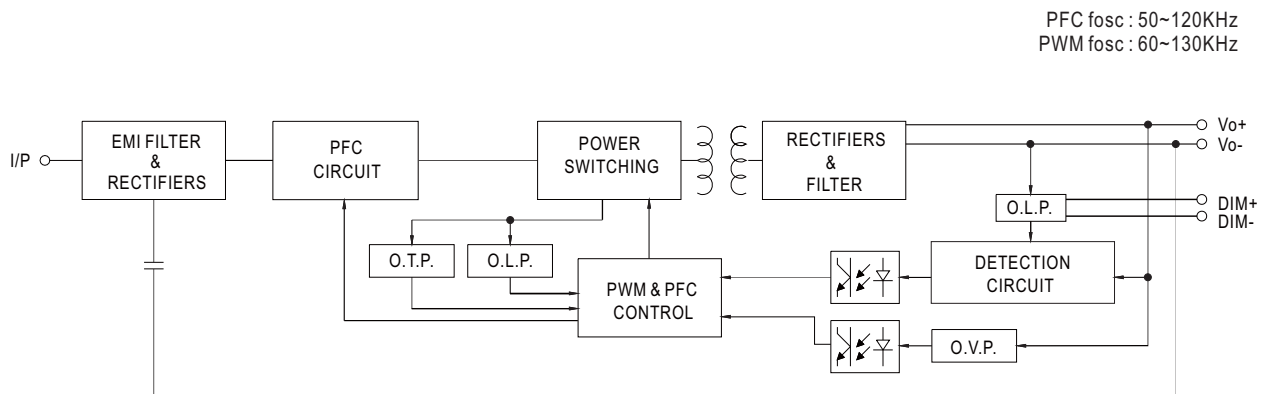 PFC fosc : 50~120KHz
PWM fosc : 60~130KHz
I/P
EMI FILTER
&
RECTIFIERS
PFC
CIRCUIT
POWER
SWITCHING
RECTIFIERS
&
FILTER
Vo+
Vo-
DIM+
DIM-
O.L.P.
O.T.P.
O.L.P.
PWM & PFC
CONTROL
DETECTION
CIRCUIT
O.V.P.